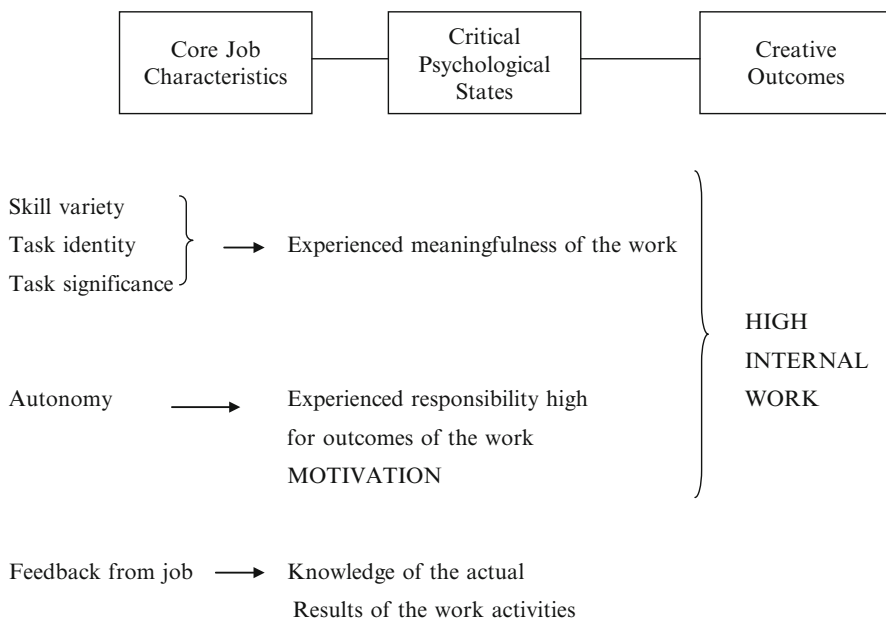 Core Job
Characteristics
Critical
Psychological
States
Creative
Outcomes
Skill variety
Task identity
Task significance
Experienced meaningfulness of the work
Autonomy
Experienced responsibility high
for outcomes of the work
MOTIVATION
HIGH
INTERNAL
WORK
Feedback from job
Knowledge of the actual
Results of the work activities